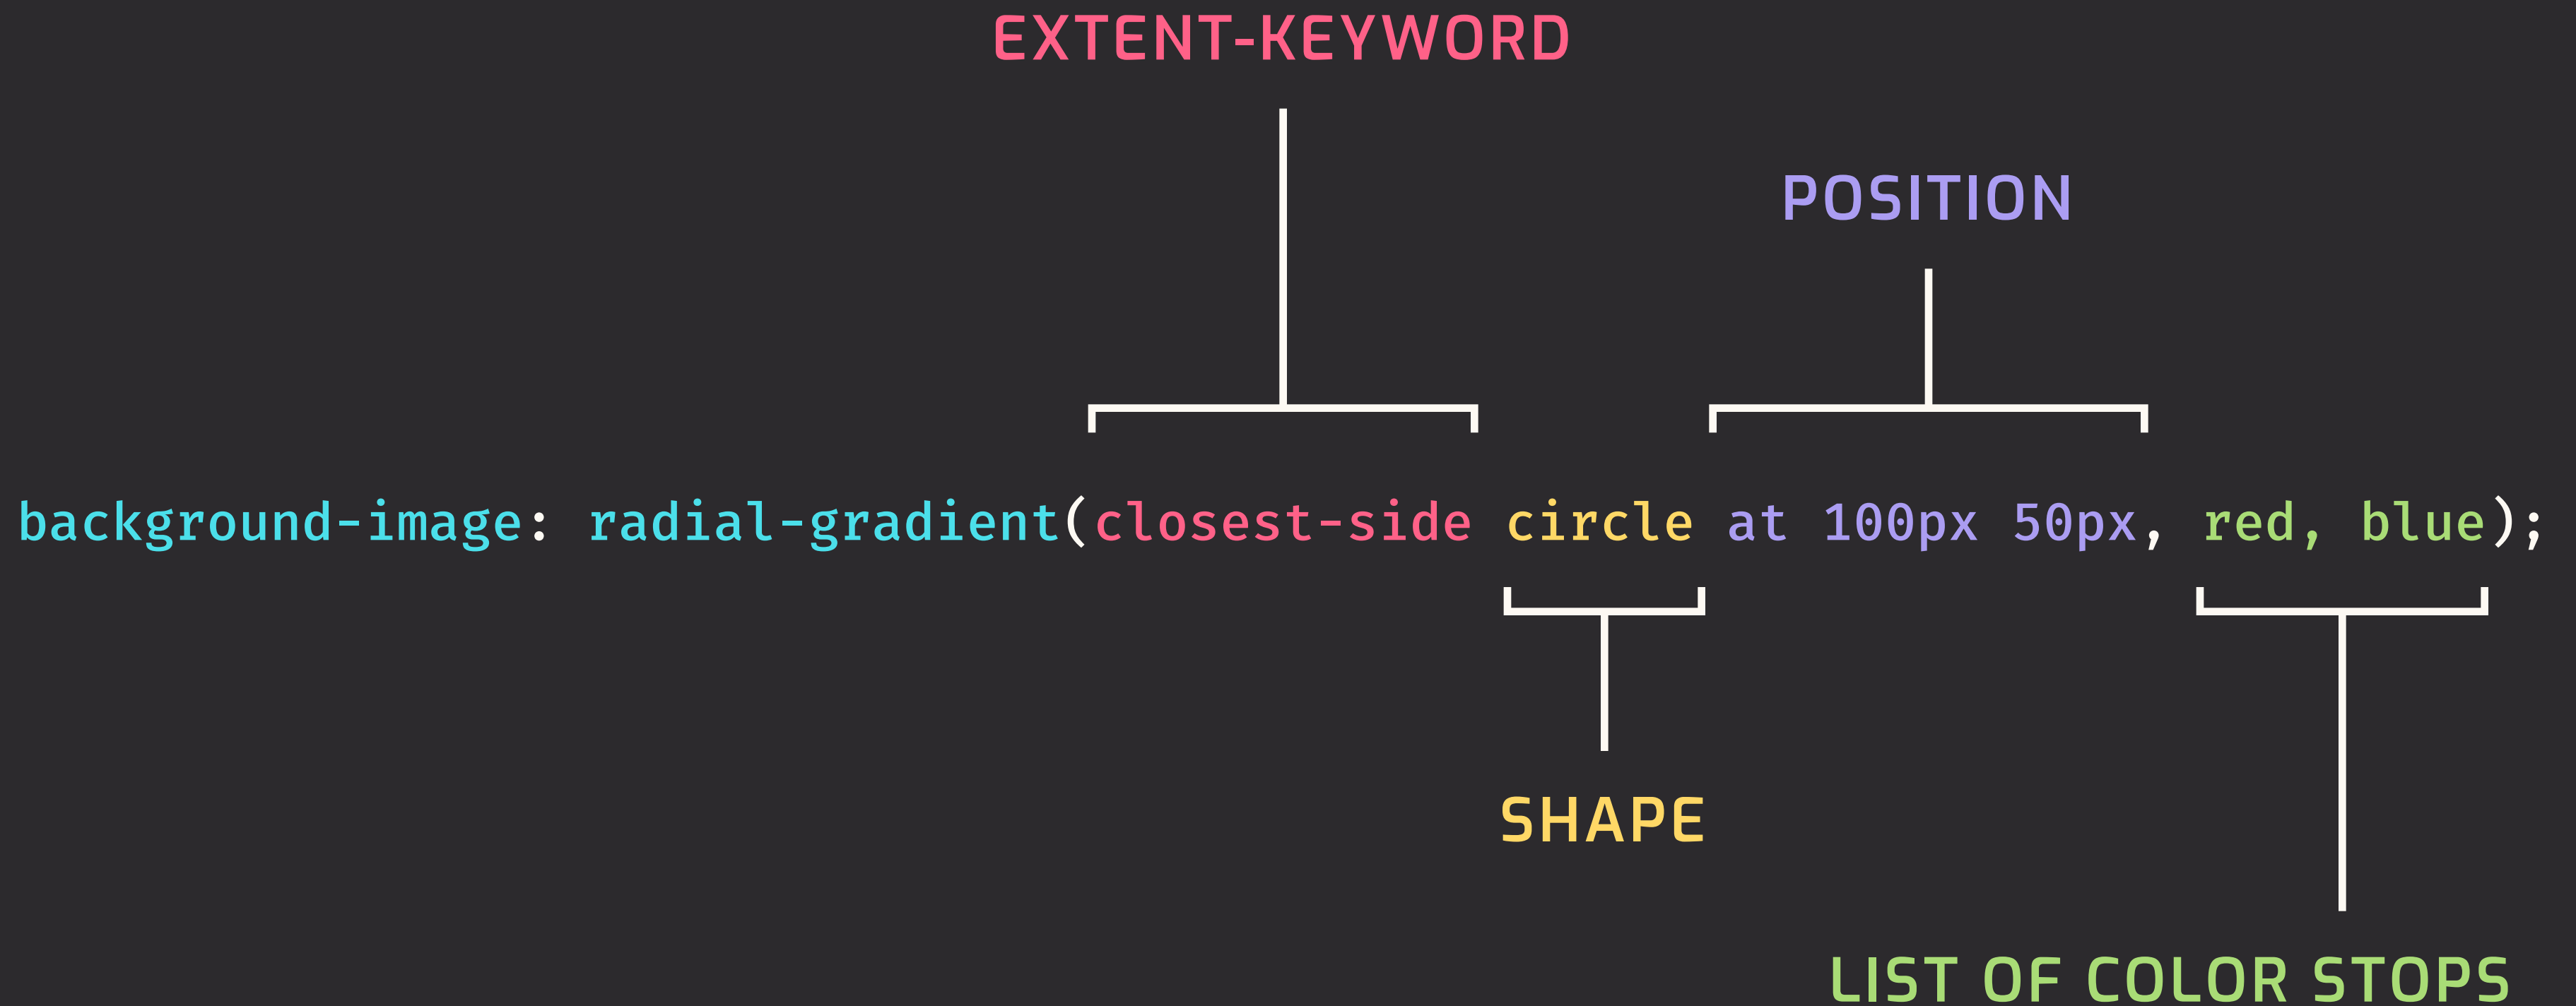 EXTENT-KEYWORD
POSITION
background-image: radial-gradient(closest-side circle at 100px 50px, red, blue);
SHAPE
LIST OF COLOR STOPS